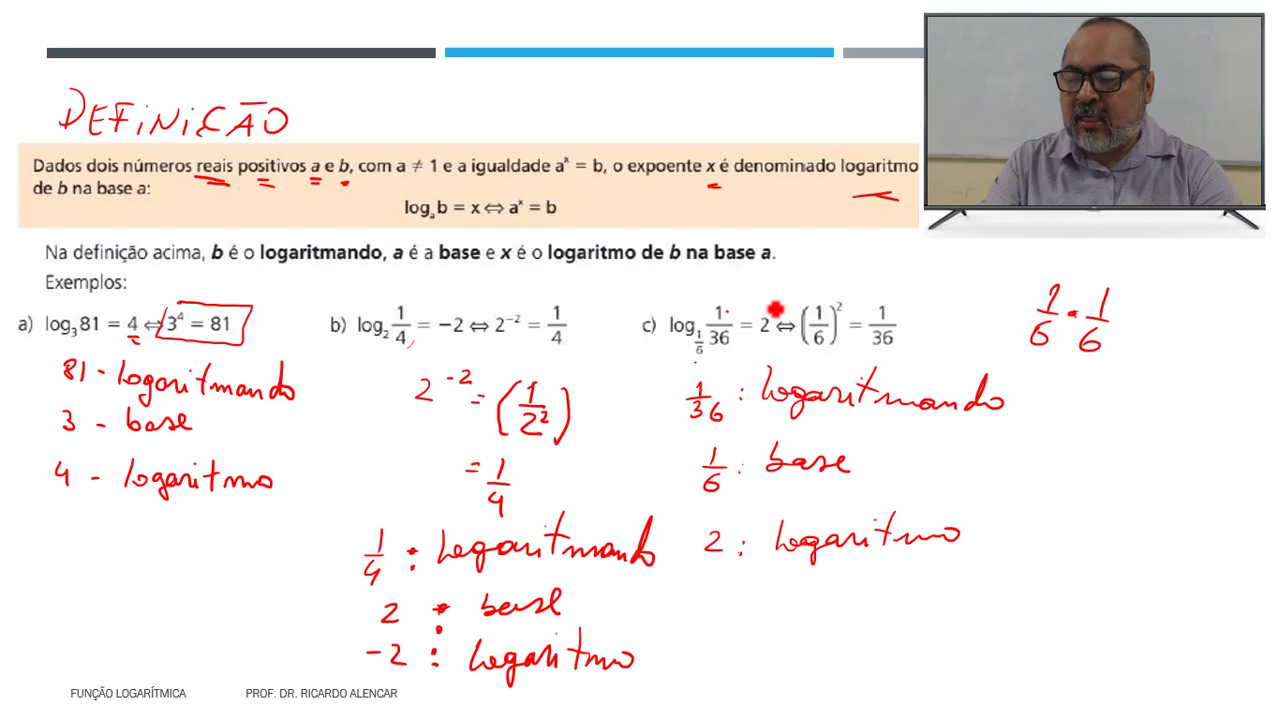 DEFINIÇÃO
Dados dois números reais positivos a e b, com a ≠ 1 e a igualdade aˣ = b, o expoente x é denominado logaritmo
de b na base a:
logₐb = x ⇔ aˣ = b
Na definição acima, b é o logaritmando, a é a base e x é o logaritmo de b na base a.
Exemplos:
a) log₃81 = 4 ⇔ 3⁴ = 81
b) log₂ 1/4 = −2 ⇔ 2⁻² = 1/4
c) log_(1/6) 1/36 = 2 ⇔ (1/6)² = 1/36
1/6 · 1/6
81 - logaritmando
3 - base
4 - logaritmo
2⁻² = (1/2²)
= 1/4
1/4 : logaritmando
2 : base
-2 : logaritmo
1/36 : logaritmando
1/6 : base
2 : logaritmo
FUNÇÃO LOGARÍTMICA PROF. DR. RICARDO ALENCAR